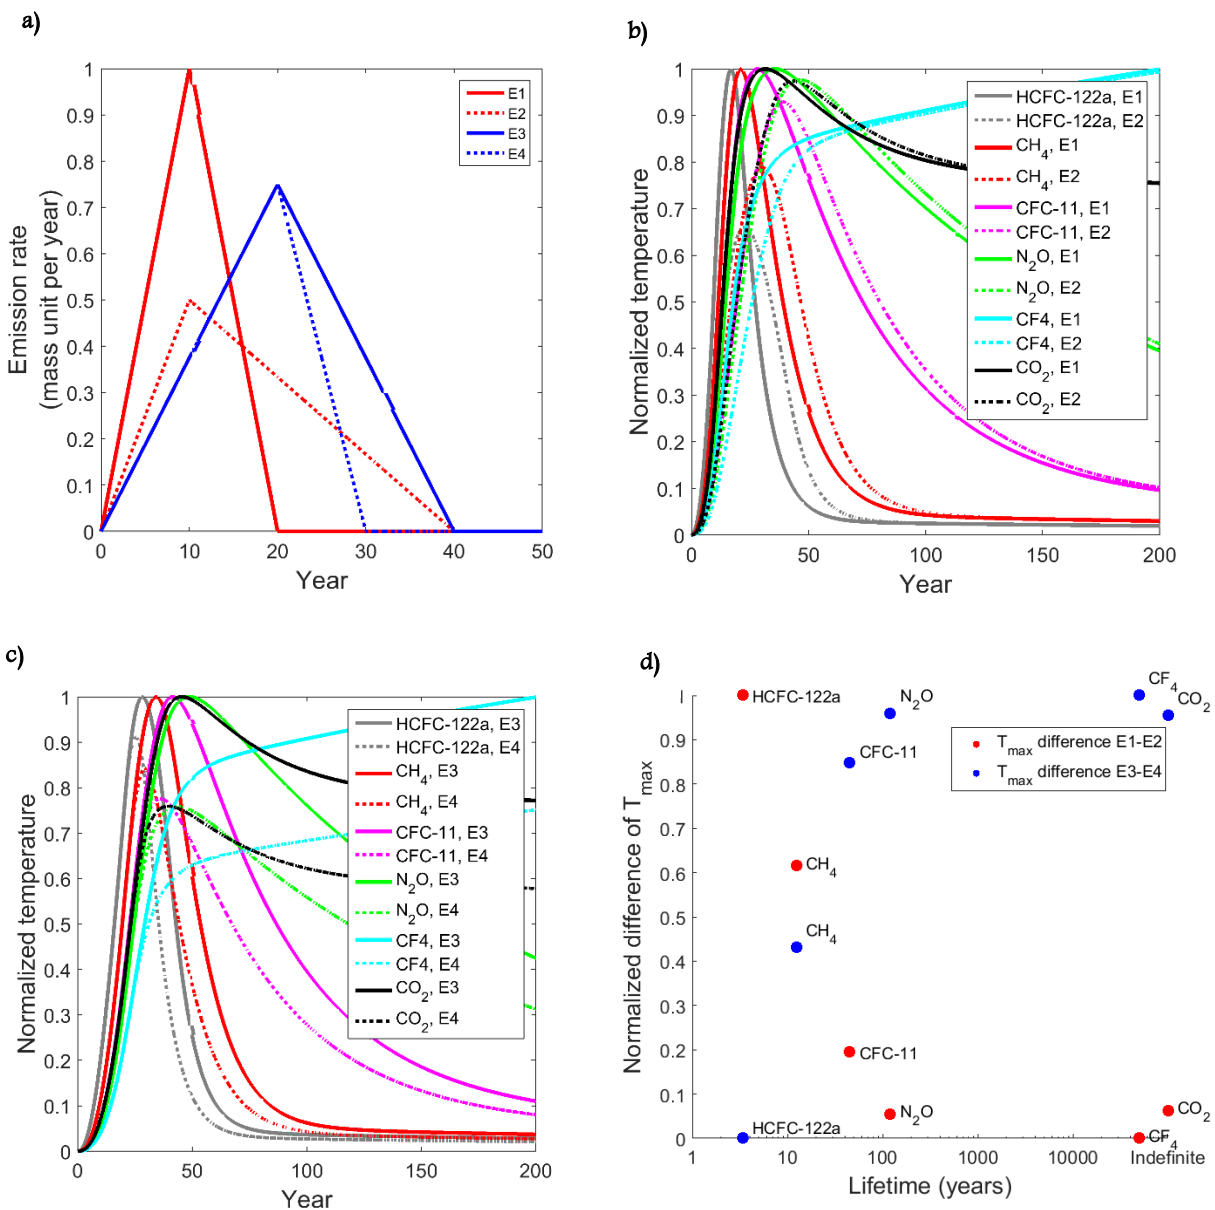 a)
1
0.9
0.8
0.7
0.6
0.5
0.4
0.3
0.2
0.1
0
0 10 20 30 40 50
Emission rate
(mass unit per year)
Year
E1
E2
E3
E4
b)
1
0.9
0.8
0.7
0.6
0.5
0.4
0.3
0.2
0.1
0
0 50 100 150 200
Normalized temperature
Year
HCFC-122a, E1
HCFC-122a, E2
CH4, E1
CH4, E2
CFC-11, E1
CFC-11, E2
N2O, E1
N2O, E2
CF4, E1
CF4, E2
CO2, E1
CO2, E2
c)
1
0.9
0.8
0.7
0.6
0.5
0.4
0.3
0.2
0.1
0
0 50 100 150 200
Normalized temperature
Year
HCFC-122a, E3
HCFC-122a, E4
CH4, E3
CH4, E4
CFC-11, E3
CFC-11, E4
N2O, E3
N2O, E4
CF4, E3
CF4, E4
CO2, E3
CO2, E4
d)
1
0.9
0.8
0.7
0.6
0.5
0.4
0.3
0.2
0.1
0
1 10 100 1000 10000 Indefinite
Normalized difference of Tmax
Lifetime (years)
Tmax difference E1-E2
Tmax difference E3-E4
HCFC-122a
N2O
CF4
CO2
CFC-11
CH4
CH4
CFC-11
N2O
CO2
HCFC-122a
CF4